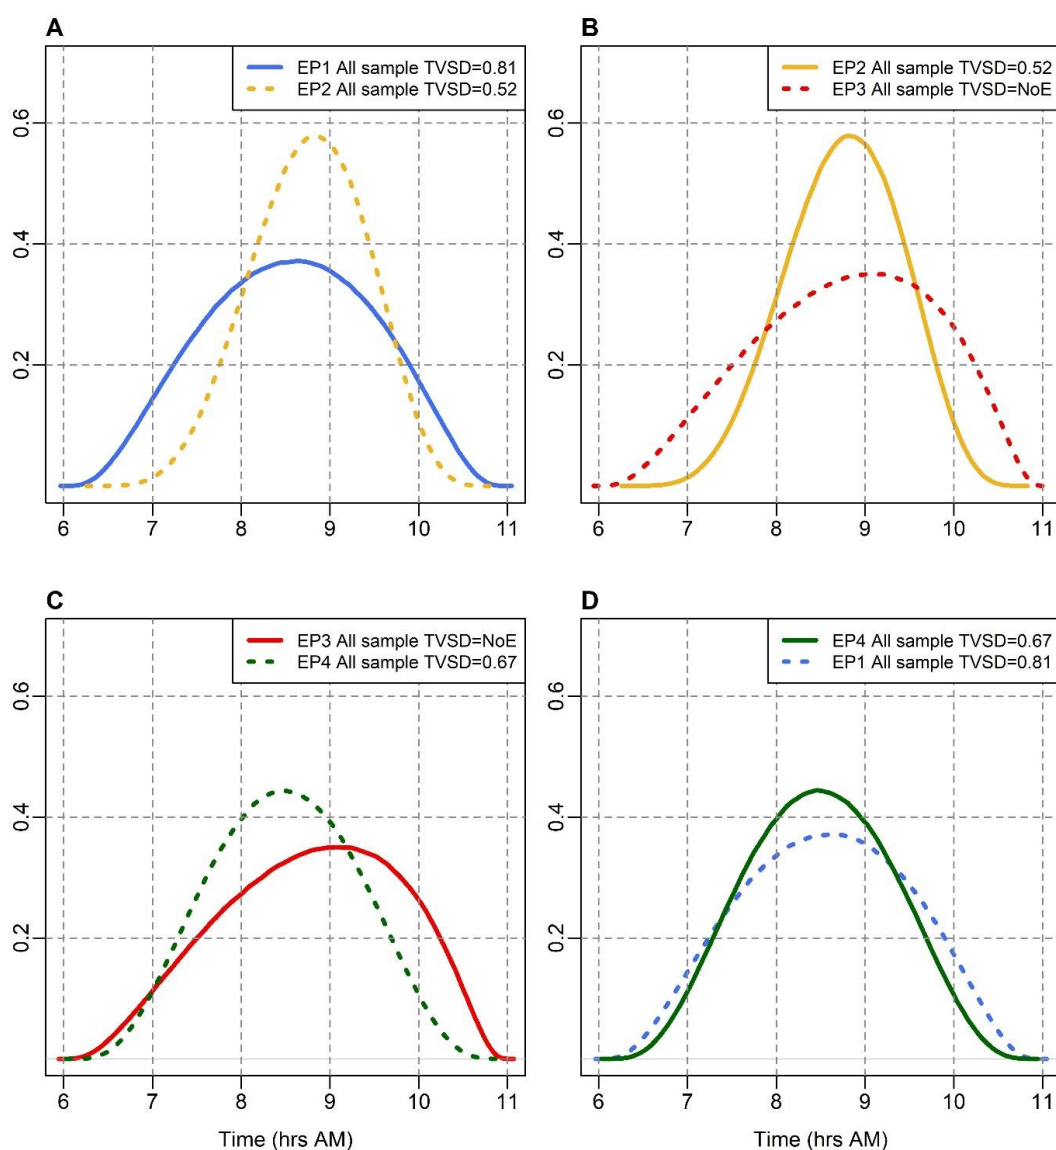 A
EP1 All sample TVSD=0.81
EP2 All sample TVSD=0.52
0.2 0.4 0.6
6 7 8 9 10 11
B
EP2 All sample TVSD=0.52
EP3 All sample TVSD=NoE
0.2 0.4 0.6
6 7 8 9 10 11
C
EP3 All sample TVSD=NoE
EP4 All sample TVSD=0.67
0.2 0.4 0.6
6 7 8 9 10 11
Time (hrs AM)
D
EP4 All sample TVSD=0.67
EP1 All sample TVSD=0.81
0.2 0.4 0.6
6 7 8 9 10 11
Time (hrs AM)